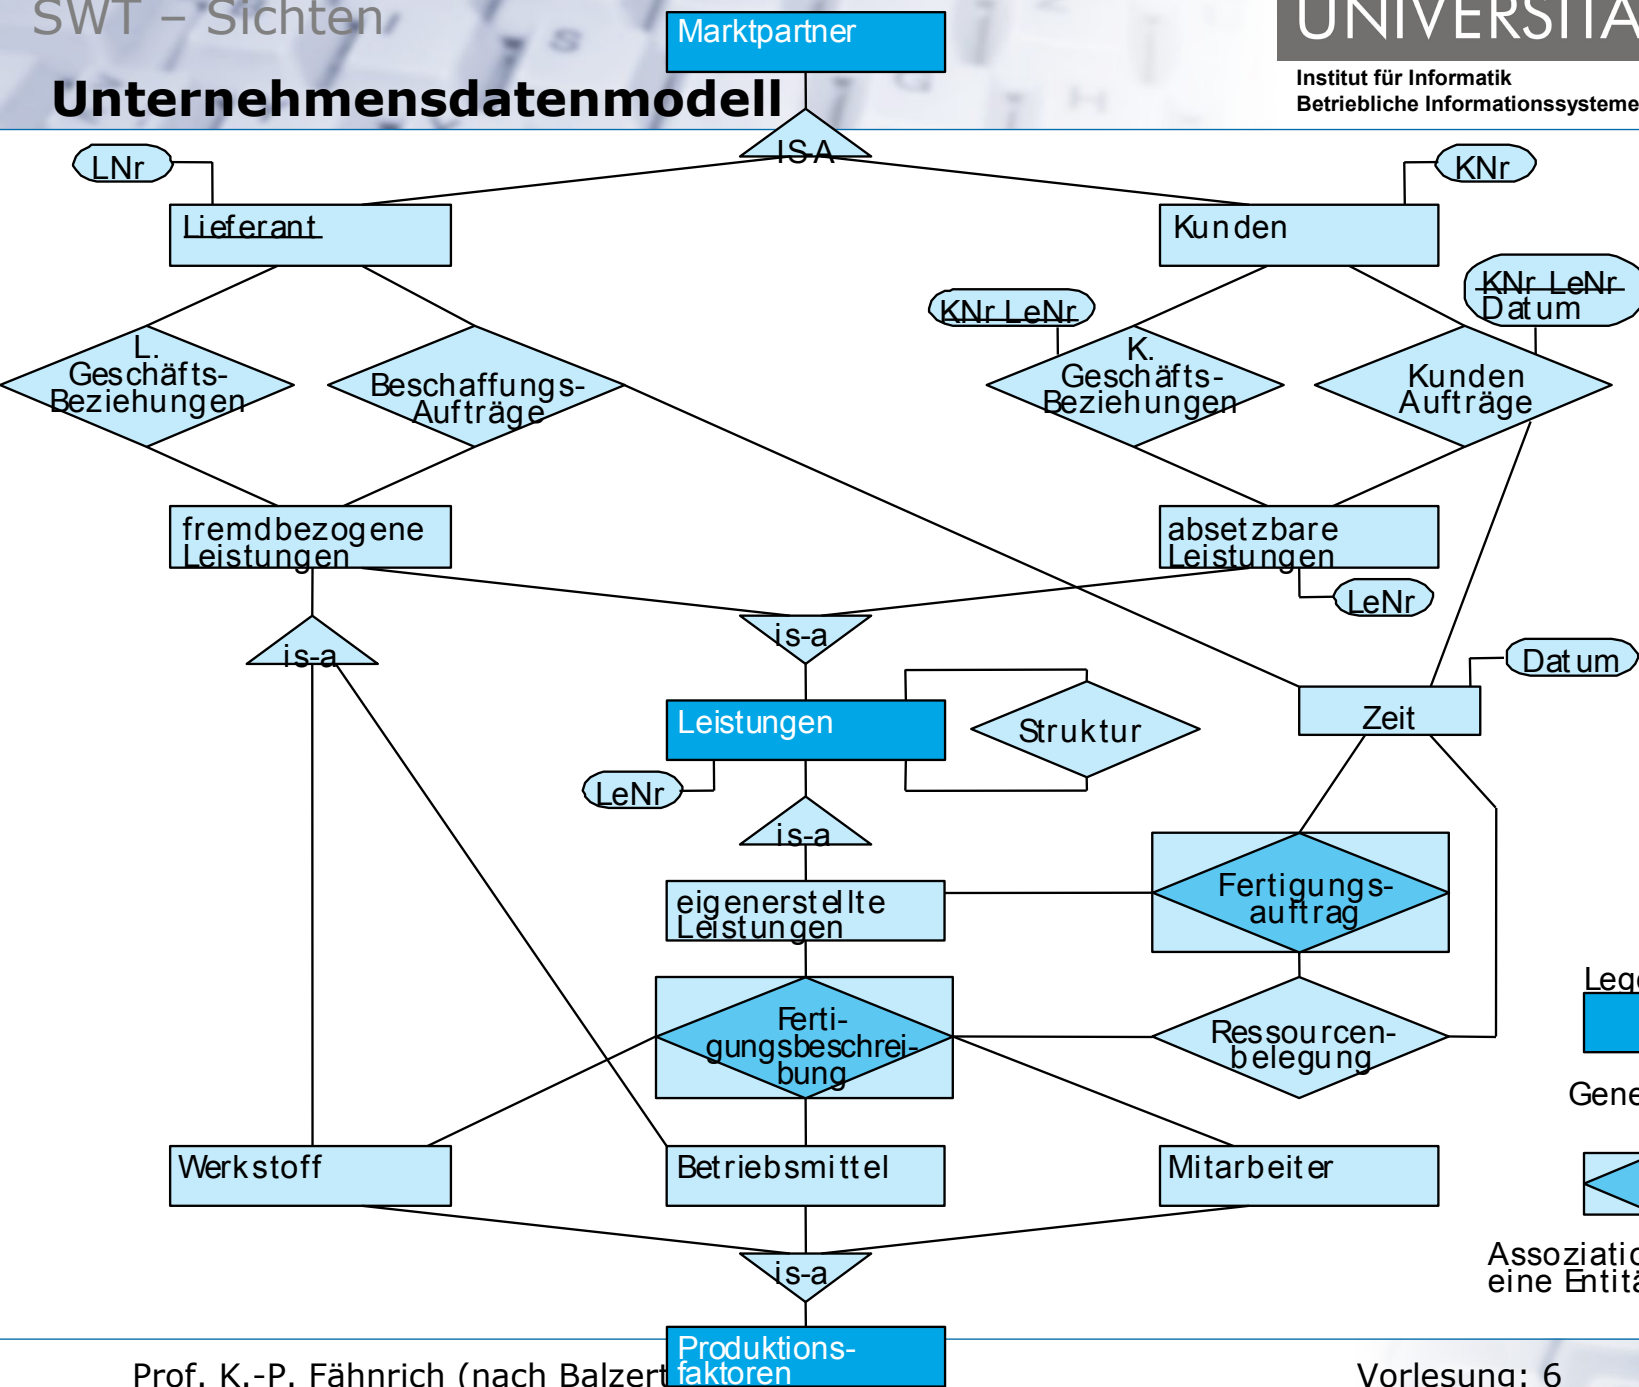 SWT – Sichten
Marktpartner
Institut für Informatik
Betriebliche Informationssysteme
Unternehmensdatenmodell
IS-A
LNr
KNr
Lieferant
Kunden
KNr LeNr
KNr LeNr
Datum
L.
Geschäfts-
Beziehungen
Beschaffungs-
Aufträge
K.
Geschäfts-
Beziehungen
Kunden
Aufträge
fremdbezogene
Leistungen
absetzbare
Leistungen
LeNr
is-a
is-a
Datum
Leistungen
Struktur
Zeit
LeNr
is-a
eigenerstellte
Leistungen
Fertigungs-
auftrag
Ferti-
gungsbeschrei-
bung
Ressourcen-
belegung
Werkstoff
Betriebsmittel
Mitarbeiter
is-a
eine
Produktions-
faktoren
Prof. K.-P. Fähnrich (nach Balzert
Vorlesung: 6